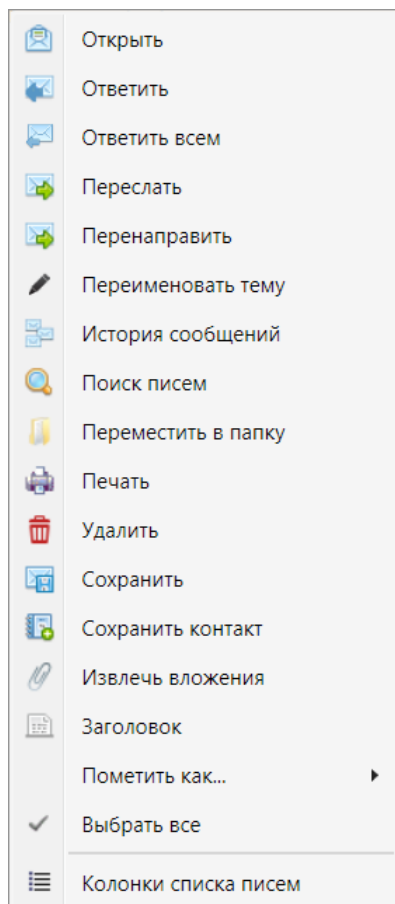 Открыть
Ответить
Ответить всем
Переслать
Перенаправить
Переименовать тему
История сообщений
Поиск писем
Переместить в папку
Печать
Удалить
Сохранить
Сохранить контакт
Извлечь вложения
Заголовок
Пометить как...
Выбрать все
Колонки списка писем